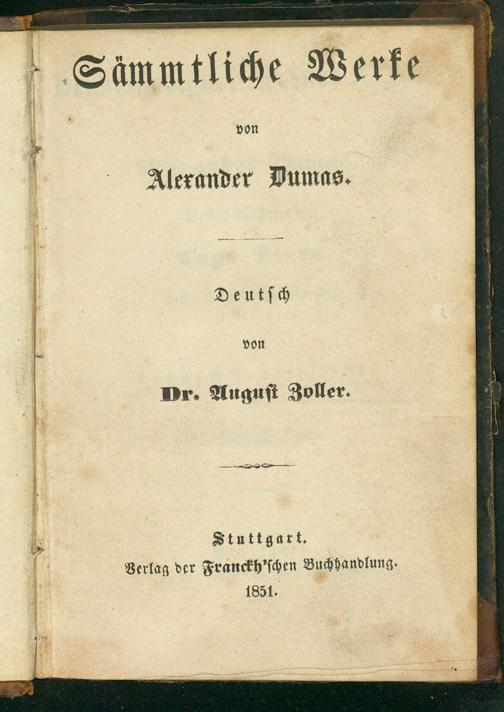 Sämmtliche Werke
von
Alexander Dumas.
Deutsch
von
Dr. August Zoller.
Stuttgart.
Verlag der Franckh'schen Buchhandlung.
1851.